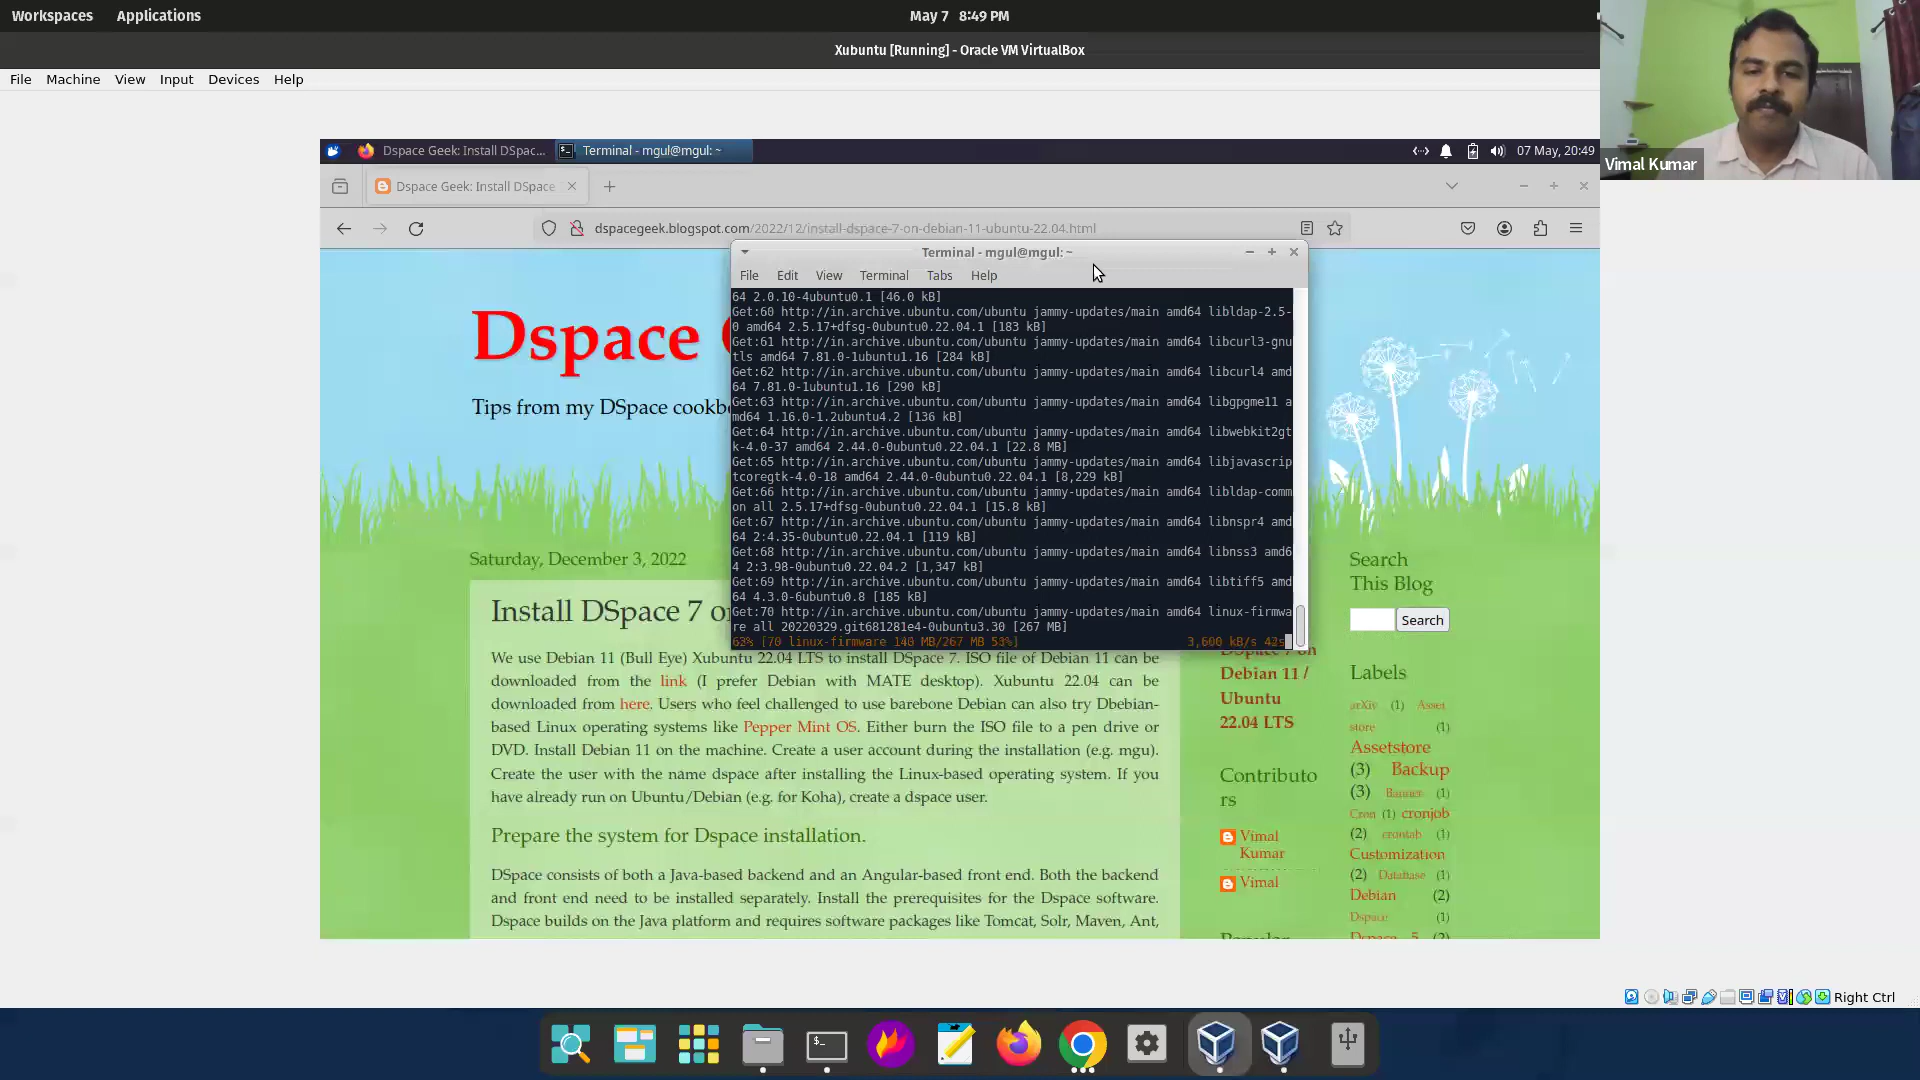 Workspaces Applications May 7 8:49 PM
Xubuntu [Running] - Oracle VM VirtualBox
File Machine View Input Devices Help
Vimal Kumar
Dspace Geek: Install DSpac... Terminal - mgul@mgul: ~ 07 May, 20:49
Dspace Geek: Install DSpace
dspacegeek.blogspot.com/2022/12/install-dspace-7-on-debian-11-ubuntu-22.04.html
Terminal - mgul@mgul: ~
File Edit View Terminal Tabs Help
64 2.0.10-4ubuntu0.1 [46.0 kB]
Get:60 http://in.archive.ubuntu.com/ubuntu jammy-updates/main amd64 libldap-2.5-
0 amd64 2.5.17+dfsg-0ubuntu0.22.04.1 [183 kB]
Get:61 http://in.archive.ubuntu.com/ubuntu jammy-updates/main amd64 libcurl3-gnu
tls amd64 7.81.0-1ubuntu1.16 [284 kB]
Get:62 http://in.archive.ubuntu.com/ubuntu jammy-updates/main amd64 libcurl4 amd
64 7.81.0-1ubuntu1.16 [290 kB]
Get:63 http://in.archive.ubuntu.com/ubuntu jammy-updates/main amd64 libgpgme11 a
md64 1.16.0-1.2ubuntu4.2 [136 kB]
Get:64 http://in.archive.ubuntu.com/ubuntu jammy-updates/main amd64 libwebkit2gt
k-4.0-37 amd64 2.44.0-0ubuntu0.22.04.1 [22.8 MB]
Get:65 http://in.archive.ubuntu.com/ubuntu jammy-updates/main amd64 libjavascrip
tcoregtk-4.0-18 amd64 2.44.0-0ubuntu0.22.04.1 [8,229 kB]
Get:66 http://in.archive.ubuntu.com/ubuntu jammy-updates/main amd64 libldap-comm
on all 2.5.17+dfsg-0ubuntu0.22.04.1 [15.8 kB]
Get:67 http://in.archive.ubuntu.com/ubuntu jammy-updates/main amd64 libnspr4 amd
64 2:4.35-0ubuntu0.22.04.1 [119 kB]
Get:68 http://in.archive.ubuntu.com/ubuntu jammy-updates/main amd64 libnss3 amd6
4 2:3.98-0ubuntu0.22.04.2 [1,347 kB]
Get:69 http://in.archive.ubuntu.com/ubuntu jammy-updates/main amd64 libtiff5 amd
64 4.3.0-6ubuntu0.8 [185 kB]
Get:70 http://in.archive.ubuntu.com/ubuntu jammy-updates/main amd64 linux-firmwa
re all 20220329.git681281e4-0ubuntu3.30 [267 MB]
63% [70 linux-firmware 140 MB/267 MB 53%] 3,600 kB/s 42s
Dspace
Tips from my DSpace cookb
Saturday, December 3, 2022
Install DSpace 7 o
We use Debian 11 (Bull Eye) Xubuntu 22.04 LTS to install DSpace 7. ISO file of Debian 11 can be
downloaded from the link (I prefer Debian with MATE desktop). Xubuntu 22.04 can be
downloaded from here. Users who feel challenged to use barebone Debian can also try Dbebian-
based Linux operating systems like Pepper Mint OS. Either burn the ISO file to a pen drive or
DVD. Install Debian 11 on the machine. Create a user account during the installation (e.g. mgu).
Create the user with the name dspace after installing the Linux-based operating system. If you
have already run on Ubuntu/Debian (e.g. for Koha), create a dspace user.
Prepare the system for Dspace installation.
DSpace consists of both a Java-based backend and an Angular-based front end. Both the backend
and front end need to be installed separately. Install the prerequisites for the Dspace software.
Dspace builds on the Java platform and requires software packages like Tomcat, Solr, Maven, Ant,
DSpace 7 on
Debian 11 /
Ubuntu
22.04 LTS
Contributo
rs
Vimal
Kumar
Vimal
Popular
Search
This Blog
Search
Labels
arXiv (1) Asset
store (1)
Assetstore
(3) Backup
(3) Banner (1)
Cron (1) cronjob
(2) crontab (1)
Customization
(2) Database (1)
Debian (2)
Dspace (1)
Dspace 5 (2)
Right Ctrl